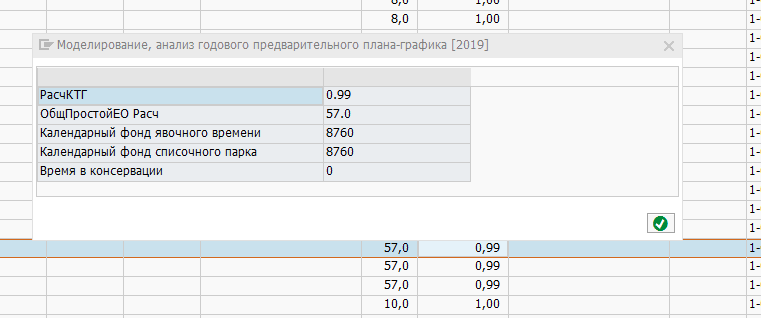 8,0 1,00
8,0 1,00 1-
Моделирование, анализ годового предварительного плана-графика [2019]
РасчКТГ 0.99
ОбщПростойЕО Расч 57.0
Календарный фонд явочного времени 8760
Календарный фонд списочного парка 8760
Время в консервации 0
57,0 0,99 1-
57,0 0,99 1-
57,0 0,99 1-
10,0 1,00 1-